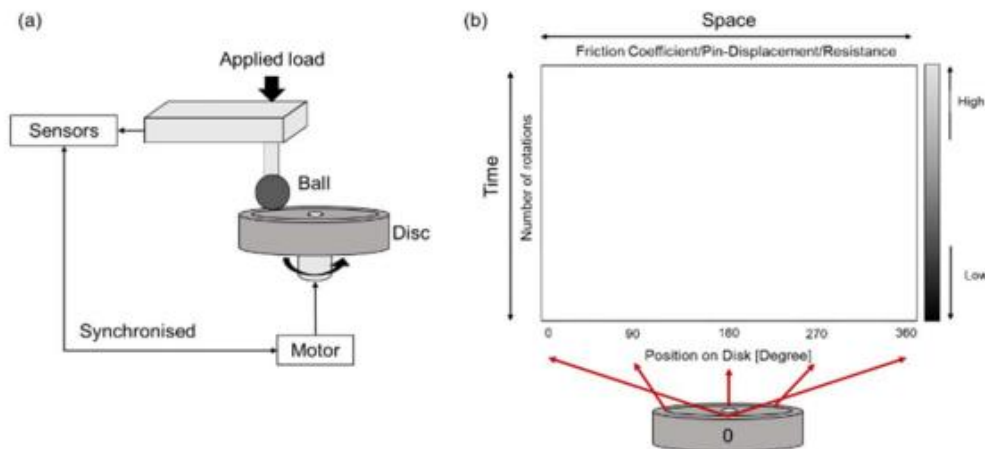 (a)
Applied load
Sensors
Ball
Disc
Synchronised
Motor
(b)
Space
Friction Coefficient/Pin-Displacement/Resistance
Time
Number of rotations
High
Low
0 90 180 270 360
Position on Disk [Degree]
0